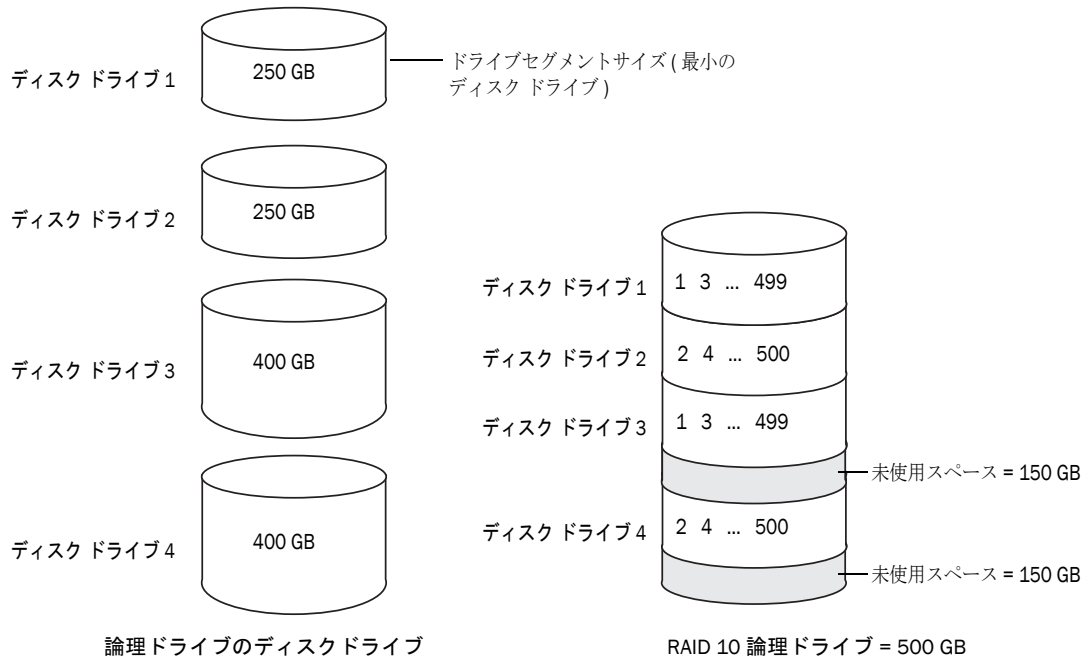 ディスク ドライブ 1
250 GB
ドライブセグメントサイズ ( 最小の
ディスク ドライブ )
ディスク ドライブ 2
250 GB
ディスク ドライブ 3
400 GB
ディスク ドライブ 4
400 GB
論理ドライブのディスクドライブ
ディスク ドライブ 1
1 3 ... 499
ディスク ドライブ 2
2 4 ... 500
ディスク ドライブ 3
1 3 ... 499
未使用スペース = 150 GB
ディスク ドライブ 4
2 4 ... 500
未使用スペース = 150 GB
RAID 10 論理ドライブ = 500 GB